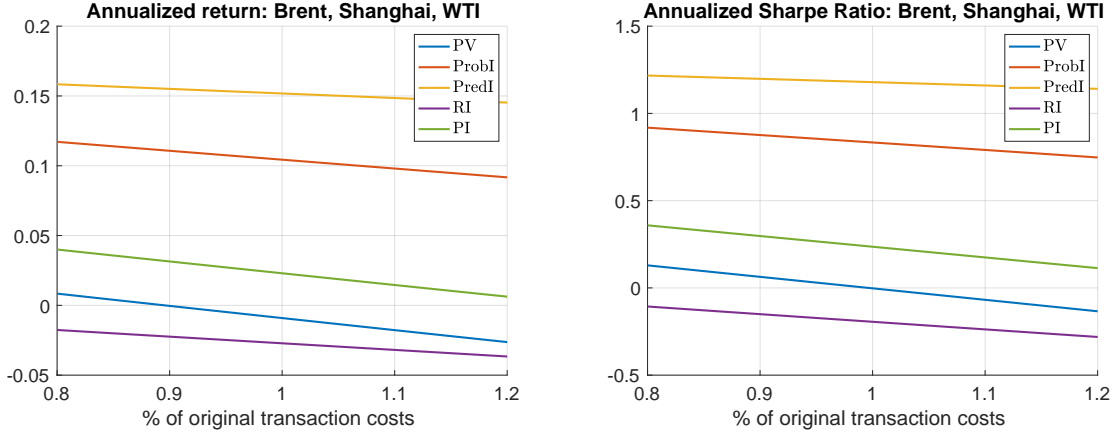 Annualized return: Brent, Shanghai, WTI
0.2
0.15
0.1
0.05
0
-0.05
0.8
0.9
1
1.1
1.2
% of original transaction costs
PV
ProbI
PredI
RI
PI
Annualized Sharpe Ratio: Brent, Shanghai, WTI
1.5
1
0.5
0
-0.5
0.8
0.9
1
1.1
1.2
% of original transaction costs
PV
ProbI
PredI
RI
PI